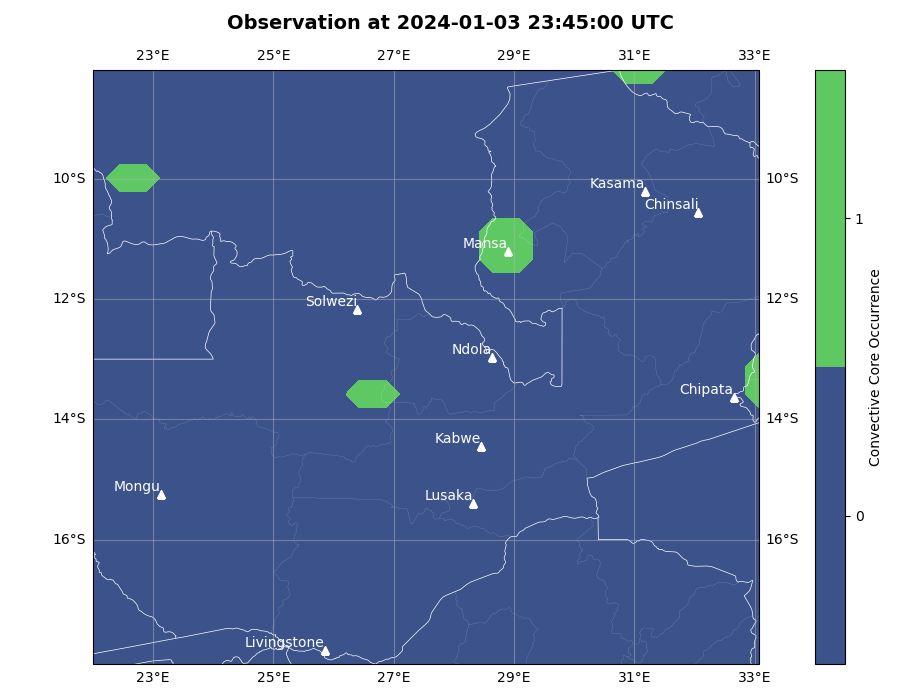 Observation at 2024-01-03 23:45:00 UTC
23°E 25°E 27°E 29°E 31°E 33°E
10°S 10°S
Kasama
Chinsali
1
Mansa
12°S 12°S
Solwezi
Ndola
Chipata
14°S 14°S
Kabwe
Mongu
Lusaka
0
16°S 16°S
Livingstone
23°E 25°E 27°E 29°E 31°E 33°E
Convective Core Occurrence